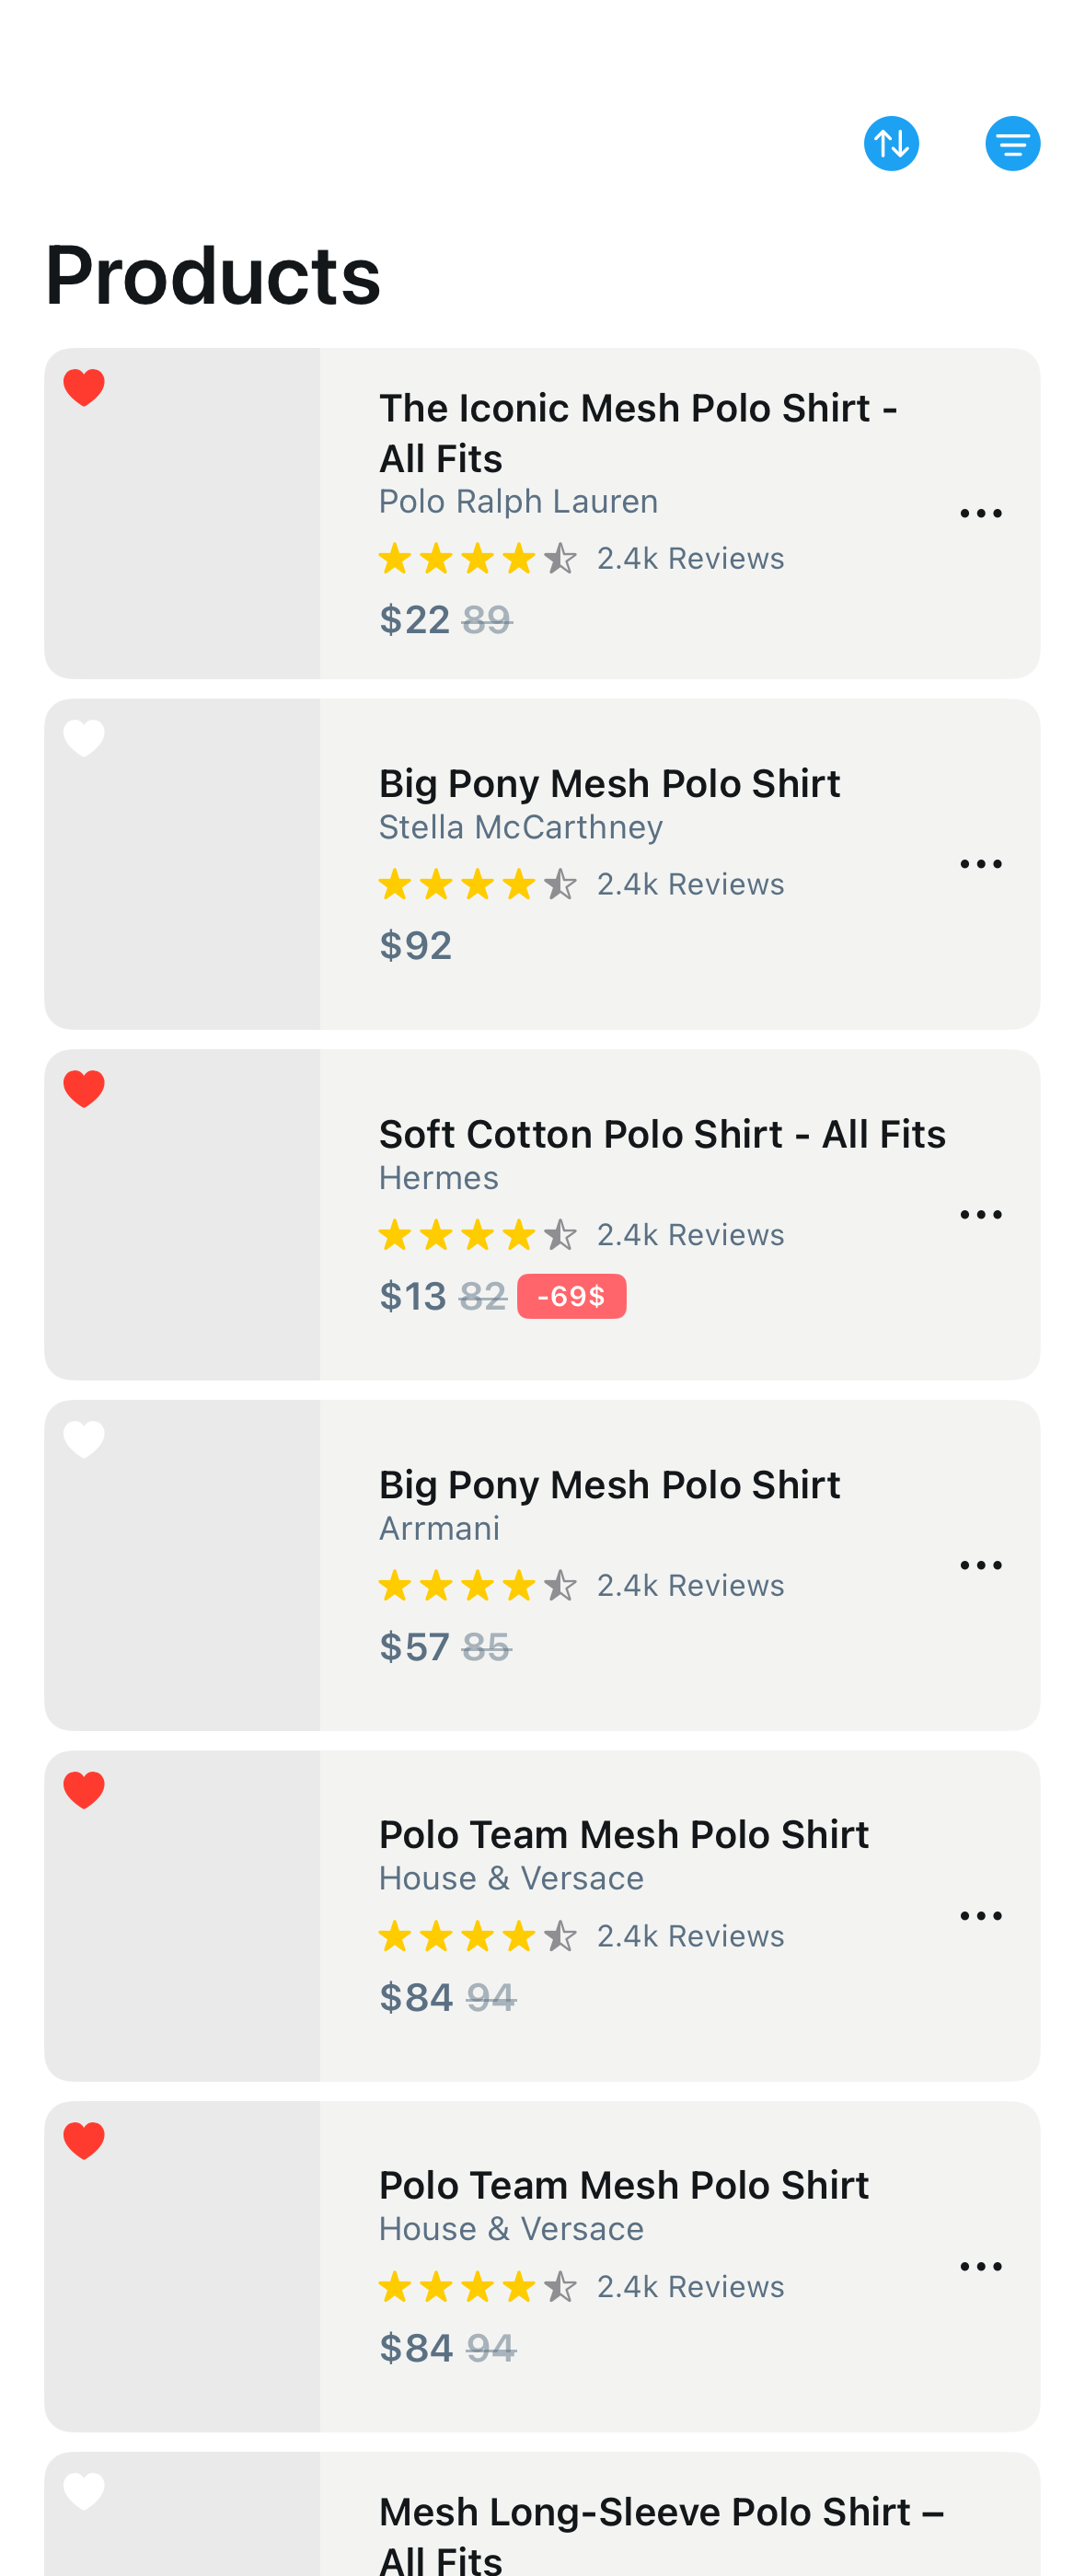 Products
The Iconic Mesh Polo Shirt -
All Fits
Polo Ralph Lauren
2.4k Reviews
$22 89
Big Pony Mesh Polo Shirt
Stella McCarthney
2.4k Reviews
$92
Soft Cotton Polo Shirt - All Fits
Hermes
2.4k Reviews
$13 82 -69$
Big Pony Mesh Polo Shirt
Arrmani
2.4k Reviews
$57 85
Polo Team Mesh Polo Shirt
House & Versace
2.4k Reviews
$84 94
Polo Team Mesh Polo Shirt
House & Versace
2.4k Reviews
$84 94
Mesh Long-Sleeve Polo Shirt –
All Fits